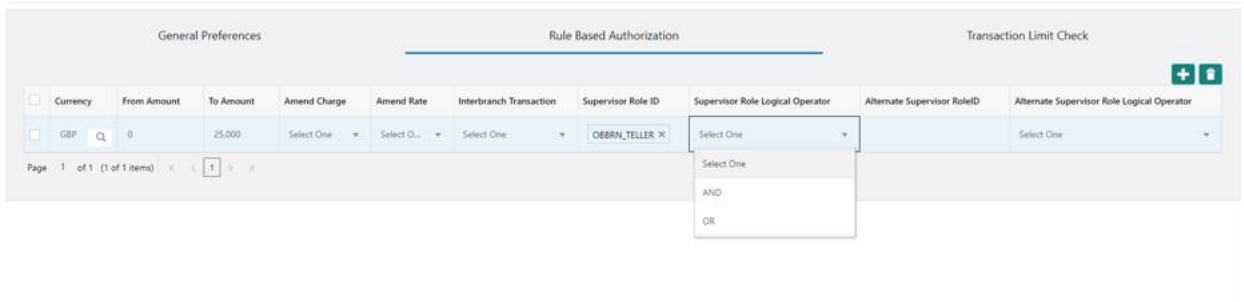 General Preferences Rule Based Authorization Transaction Limit Check
Currency From Amount To Amount Amend Charge Amend Rate Interbranch Transaction Supervisor Role ID Supervisor Role Logical Operator Alternate Supervisor RoleID Alternate Supervisor Role Logical Operator
GBP 0 25,000 Select One Select O... Select One OBBRN_TELLER × Select One Select One
Page 1 of 1 (1 of 1 items) 1
Select One
AND
OR